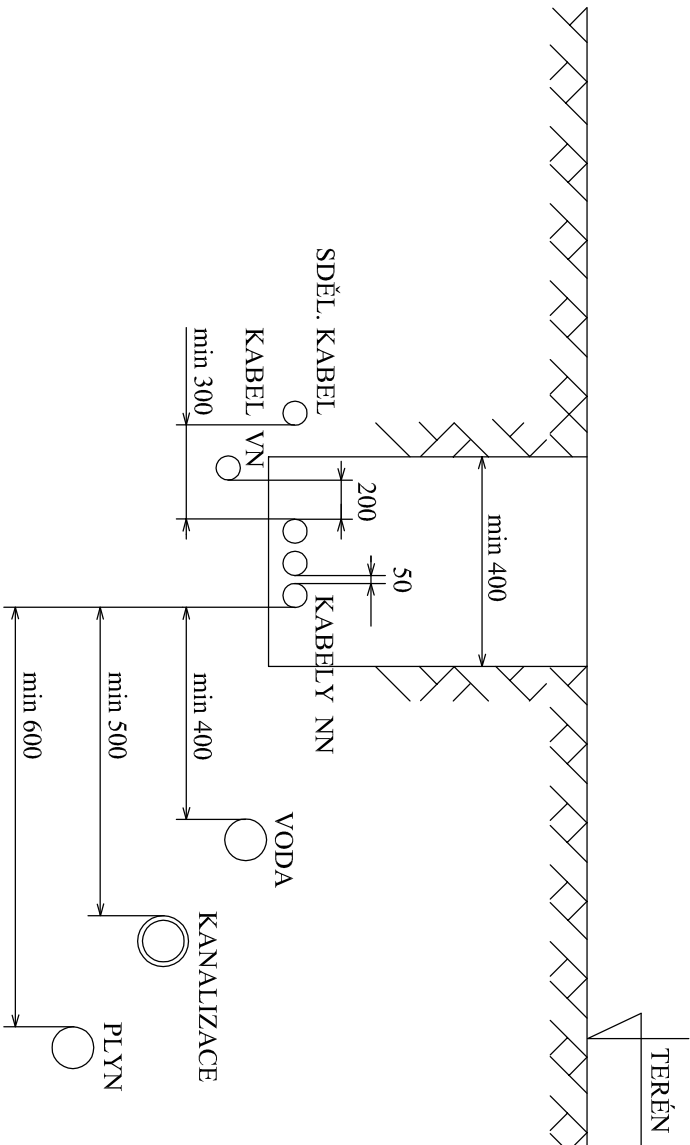 TERÉN
min 400
50
200
SDĚL. KABEL
KABELY NN
KABEL VN
VODA
min 300
min 400
KANALIZACE
min 500
PLYN
min 600